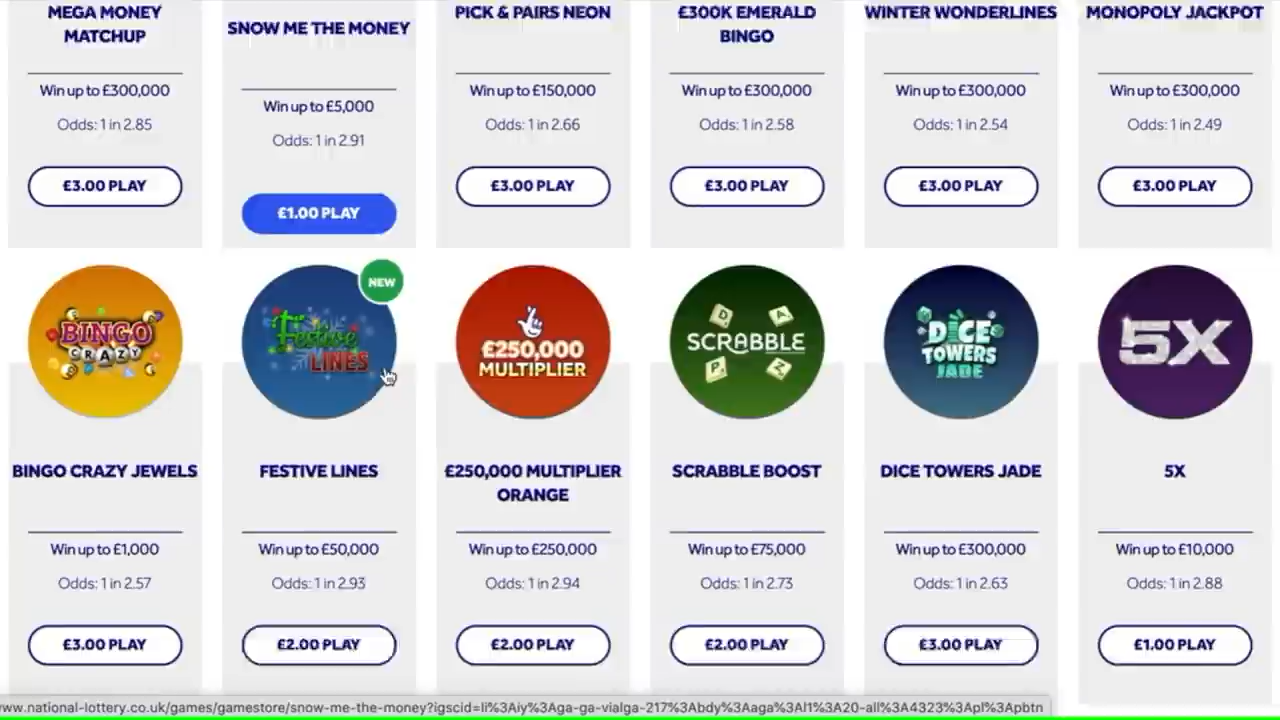 MEGA MONEY
MATCHUP
Win up to £300,000
Odds: 1 in 2.85
£3.00 PLAY
SNOW ME THE MONEY
Win up to £5,000
Odds: 1 in 2.91
£1.00 PLAY
PICK & PAIRS NEON
Win up to £150,000
Odds: 1 in 2.66
£3.00 PLAY
£300K EMERALD
BINGO
Win up to £300,000
Odds: 1 in 2.58
£3.00 PLAY
WINTER WONDERLINES
Win up to £300,000
Odds: 1 in 2.54
£3.00 PLAY
MONOPOLY JACKPOT
Win up to £300,000
Odds: 1 in 2.49
£3.00 PLAY
BINGO
CRAZY
BINGO CRAZY JEWELS
Win up to £1,000
Odds: 1 in 2.57
£3.00 PLAY
NEW
Festive
LINES
FESTIVE LINES
Win up to £50,000
Odds: 1 in 2.93
£2.00 PLAY
£250,000
MULTIPLIER
£250,000 MULTIPLIER
ORANGE
Win up to £250,000
Odds: 1 in 2.94
£2.00 PLAY
D A
SCRABBLE
P Z
SCRABBLE BOOST
Win up to £75,000
Odds: 1 in 2.73
£2.00 PLAY
DICE
TOWERS
JADE
DICE TOWERS JADE
Win up to £300,000
Odds: 1 in 2.63
£3.00 PLAY
5X
5X
Win up to £10,000
Odds: 1 in 2.88
£1.00 PLAY
ww.national-lottery.co.uk/games/gamestore/snow-me-the-money?igscid=li%3Aiy%3Aga-ga-vialga-217%3Abdy%3Aaga%3Al1%3A20-all%3A4323%3Apl%3Apbtn